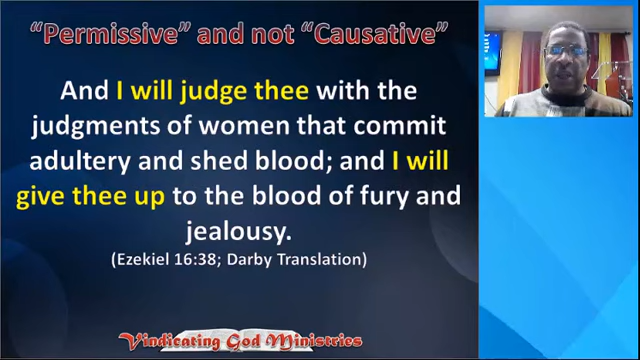 “Permissive” and not “Causative”
And I will judge thee with the
judgments of women that commit
adultery and shed blood; and I will
give thee up to the blood of fury and
jealousy.
(Ezekiel 16:38; Darby Translation)
Vindicating God Ministries